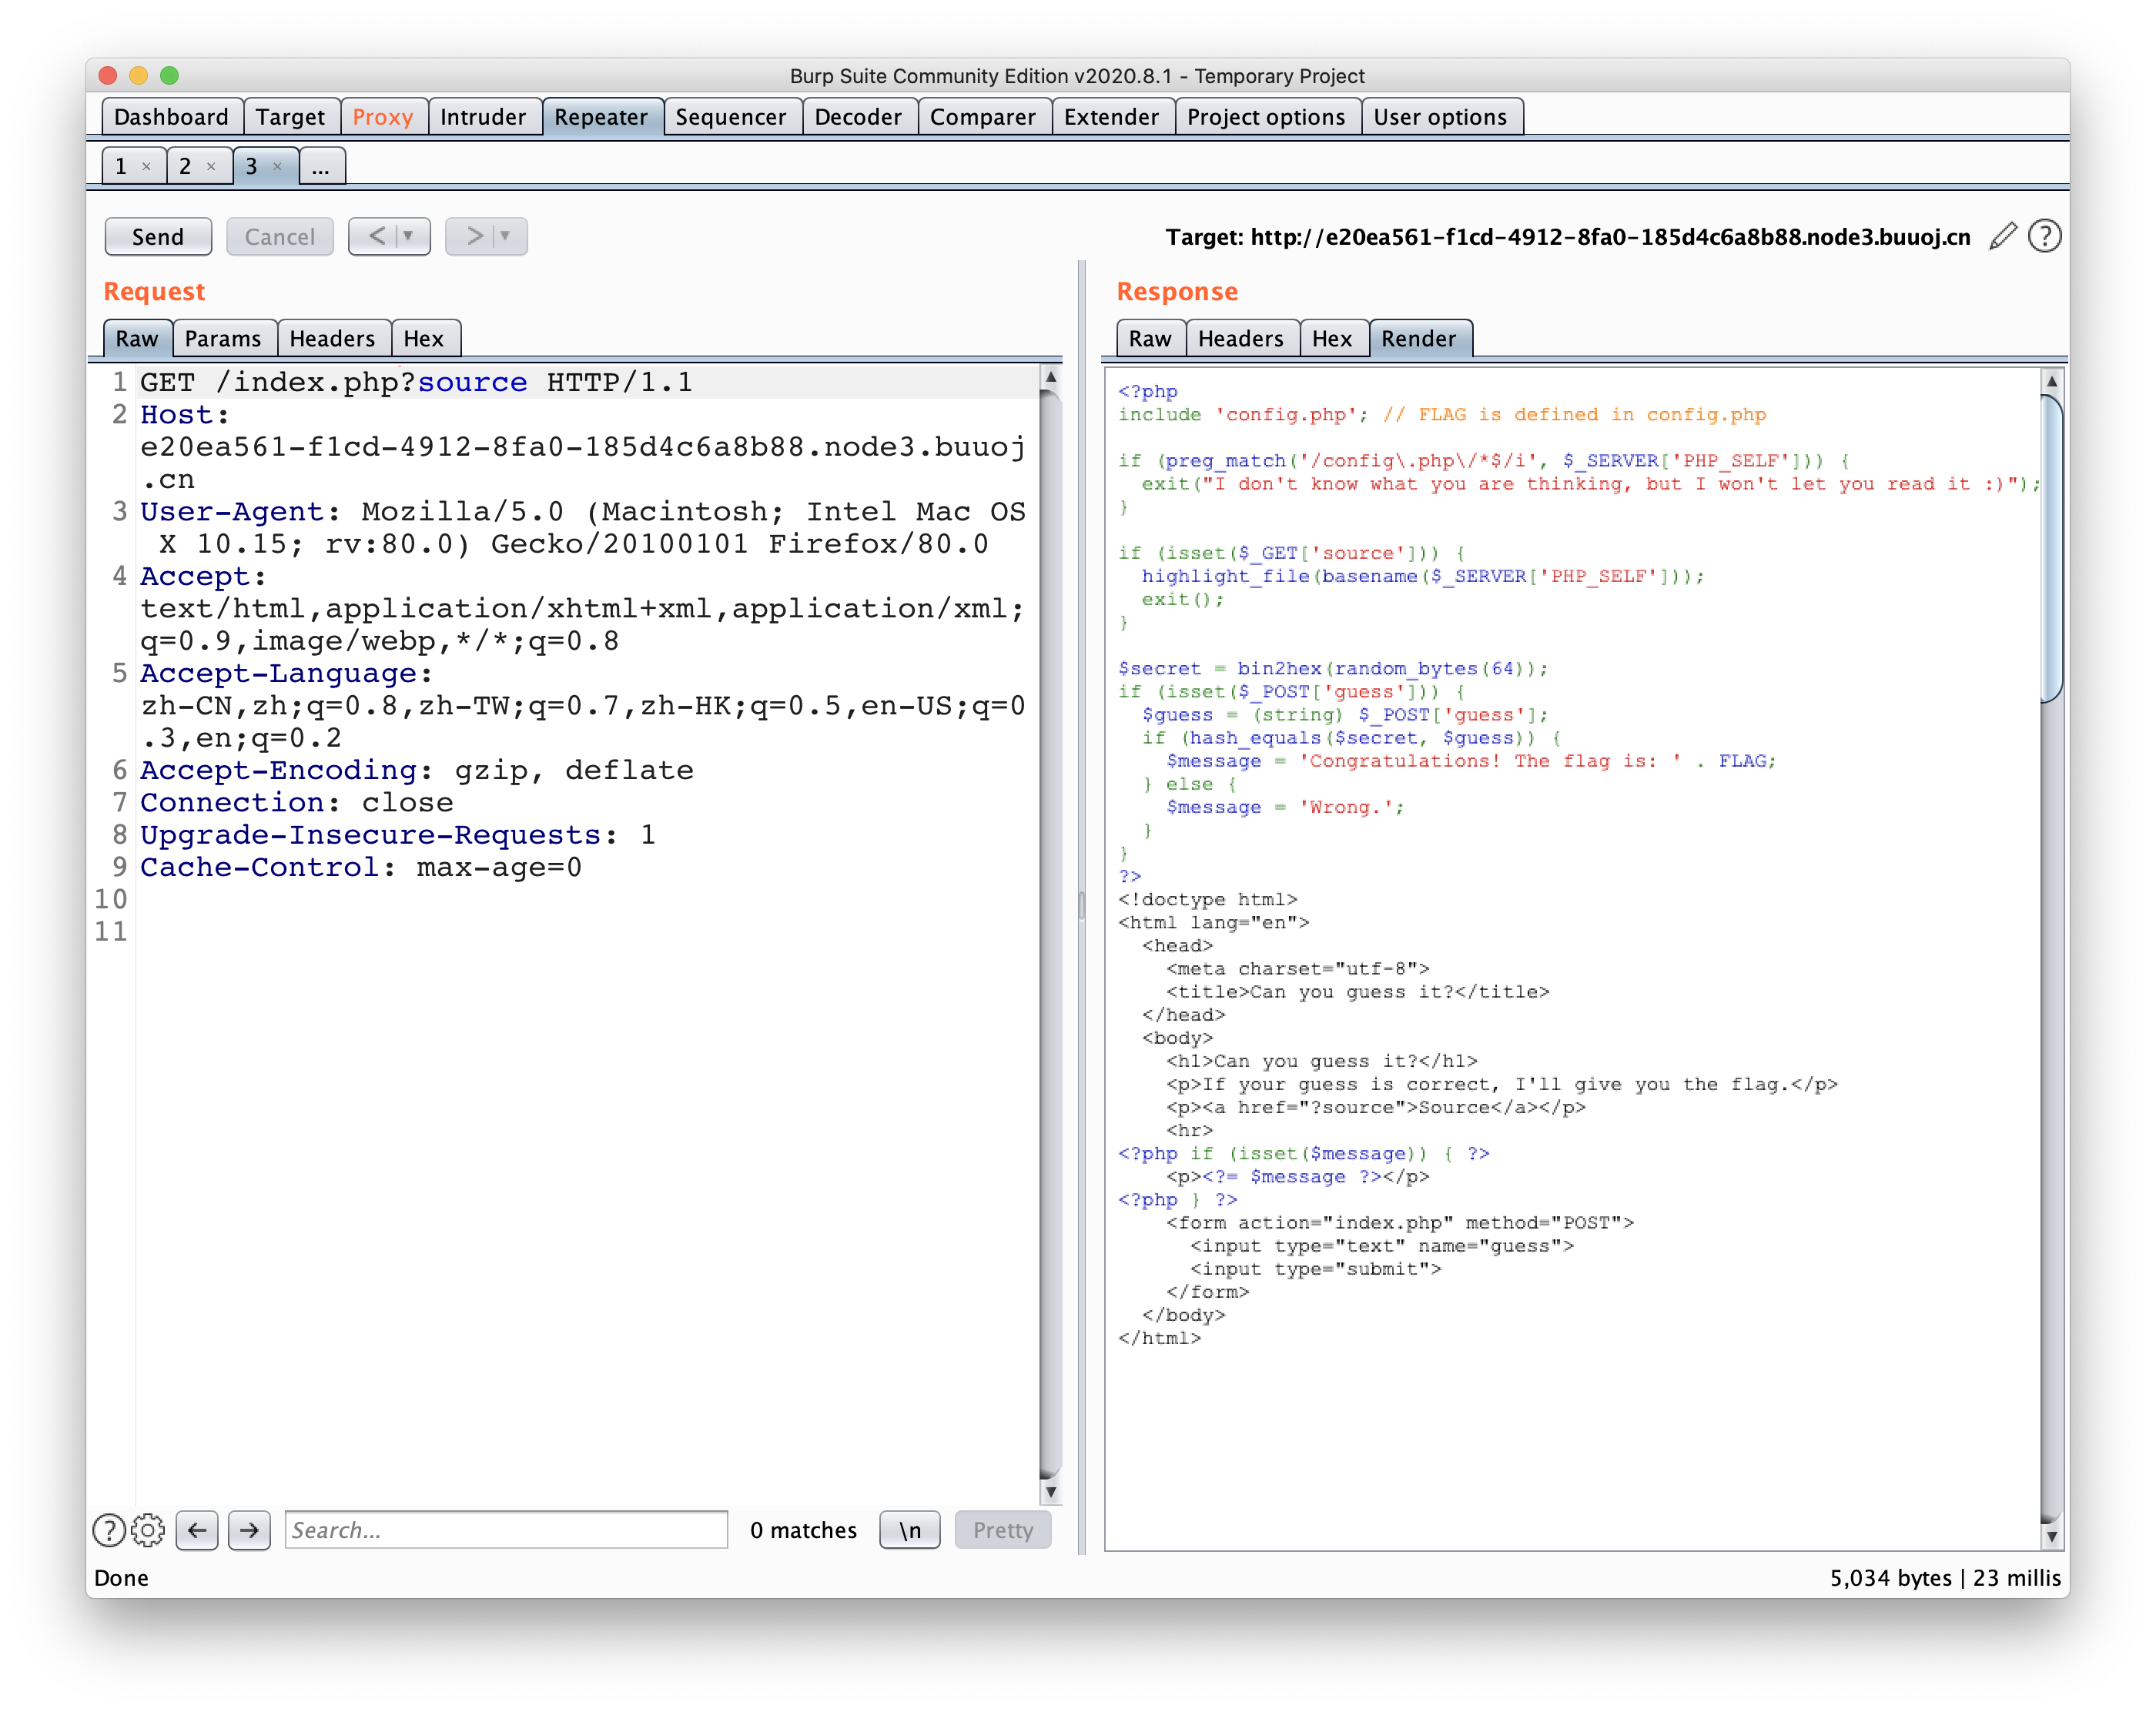 Burp Suite Community Edition v2020.8.1 - Temporary Project
Dashboard Target Proxy Intruder Repeater Sequencer Decoder Comparer Extender Project options User options
1 × 2 × 3 × ...
Send Cancel < | ▼ > | ▼ Target: http://e20ea561-f1cd-4912-8fa0-185d4c6a8b88.node3.buuoj.cn ?
Request
Raw Params Headers Hex
1 GET /index.php?source HTTP/1.1
2 Host:
e20ea561-f1cd-4912-8fa0-185d4c6a8b88.node3.buuoj
.cn
3 User-Agent: Mozilla/5.0 (Macintosh; Intel Mac OS
X 10.15; rv:80.0) Gecko/20100101 Firefox/80.0
4 Accept:
text/html,application/xhtml+xml,application/xml;
q=0.9,image/webp,*/*;q=0.8
5 Accept-Language:
zh-CN,zh;q=0.8,zh-TW;q=0.7,zh-HK;q=0.5,en-US;q=0
.3,en;q=0.2
6 Accept-Encoding: gzip, deflate
7 Connection: close
8 Upgrade-Insecure-Requests: 1
9 Cache-Control: max-age=0
10
11
? ← → Search... 0 matches \n Pretty
Response
Raw Headers Hex Render
<?php
include 'config.php'; // FLAG is defined in config.php
if (preg_match('/config\.php\/*$/i', $_SERVER['PHP_SELF'])) {
  exit("I don't know what you are thinking, but I won't let you read it :)");
}
if (isset($_GET['source'])) {
  highlight_file(basename($_SERVER['PHP_SELF']));
  exit();
}
$secret = bin2hex(random_bytes(64));
if (isset($_POST['guess'])) {
  $guess = (string) $_POST['guess'];
  if (hash_equals($secret, $guess)) {
    $message = 'Congratulations! The flag is: ' . FLAG;
  } else {
    $message = 'Wrong.';
  }
}
?>
<!doctype html>
<html lang="en">
  <head>
    <meta charset="utf-8">
    <title>Can you guess it?</title>
  </head>
  <body>
    <h1>Can you guess it?</h1>
    <p>If your guess is correct, I'll give you the flag.</p>
    <p><a href="?source">Source</a></p>
    <hr>
<?php if (isset($message)) { ?>
    <p><?= $message ?></p>
<?php } ?>
    <form action="index.php" method="POST">
      <input type="text" name="guess">
      <input type="submit">
    </form>
  </body>
</html>
Done 5,034 bytes | 23 millis